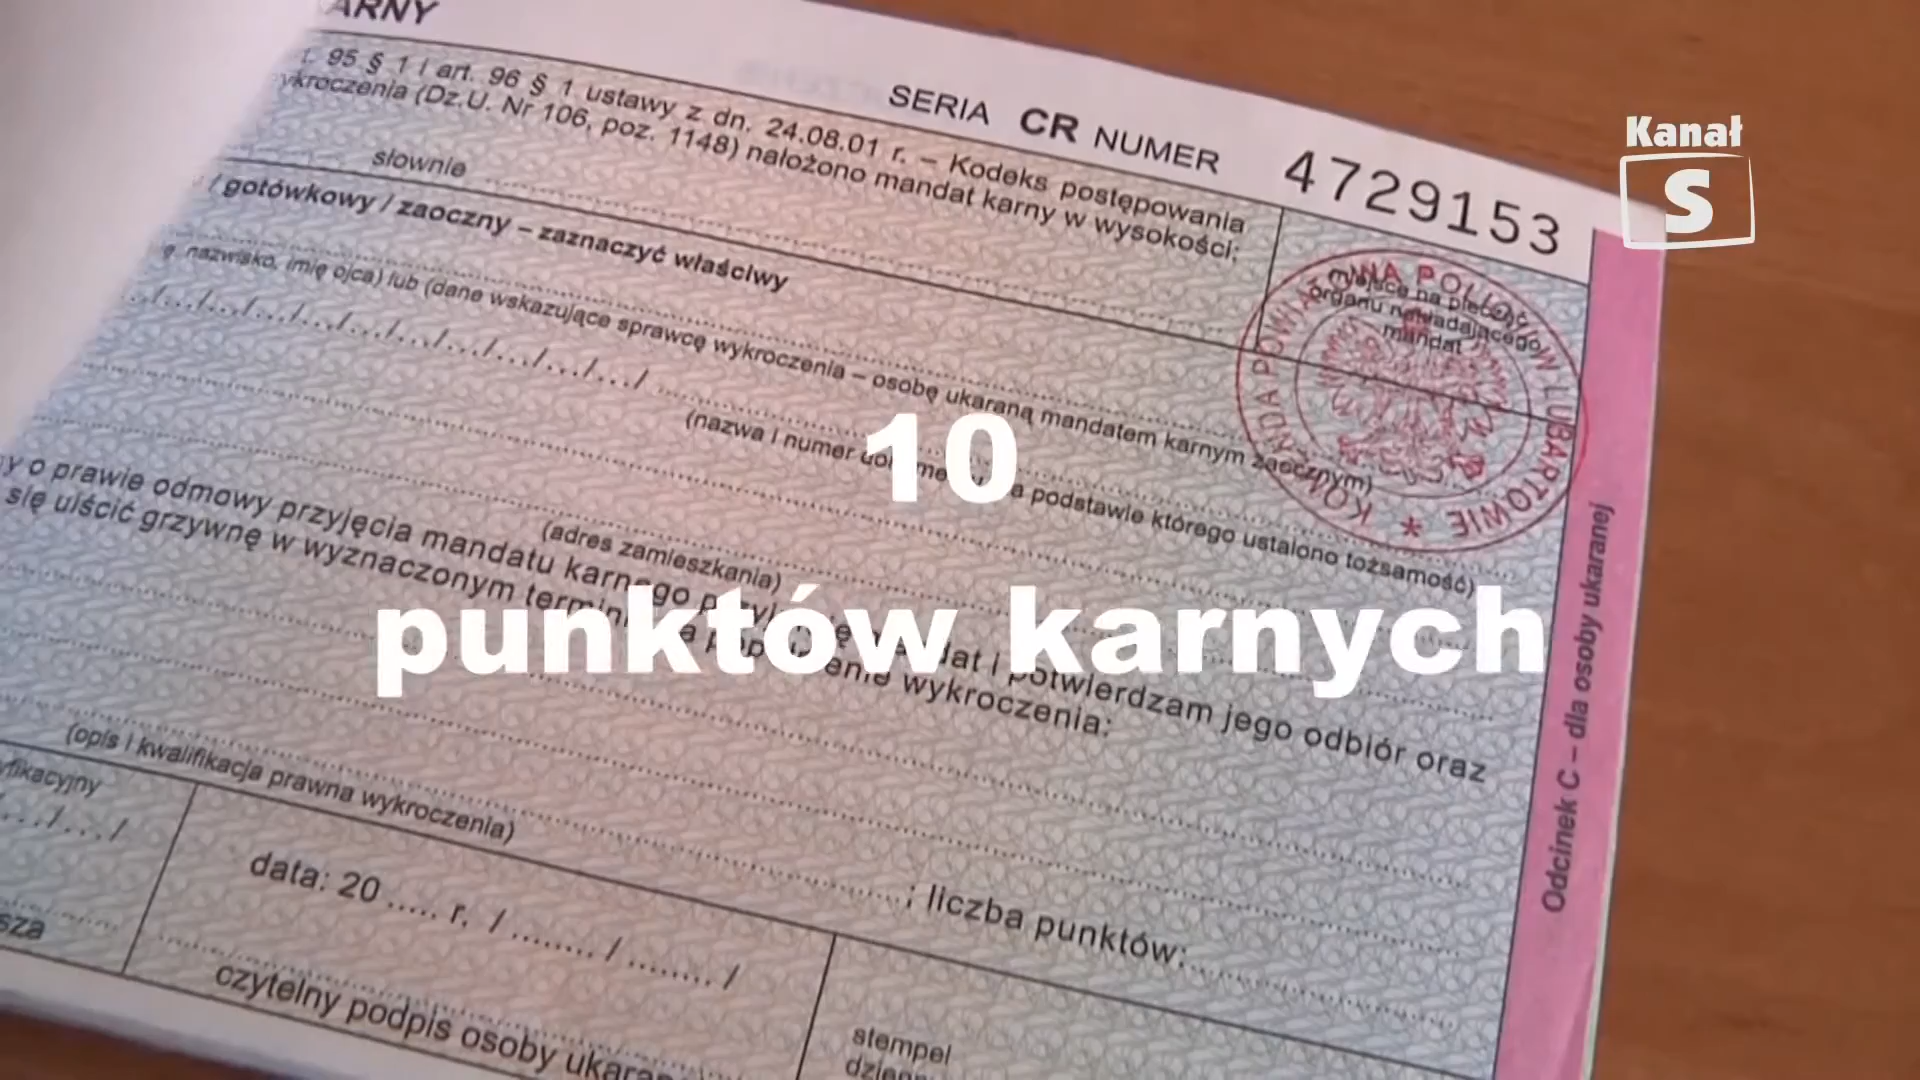 ARNY
SERIA CR NUMER 4729153
Kanał
S
t. 95 § 1 i art. 96 § 1 ustawy z dn. 24.08.01 r. – Kodeks postępowania
wykroczenia (Dz.U. Nr 106, poz. 1148) nałożono mandat karny w wysokości:
słownie
/ gotówkowy / zaoczny – zaznaczyć właściwy
miejsce na pieczęć
organu nakładającego
mandat
KOMENDA POWIATOWA POLICJI W LUBARTOWIE *
nazwisko, imię ojca) lub (dane wskazujące sprawcę wykroczenia – osobę ukaraną mandatem karnym zaocznym)
(nazwa i numer podstawie którego ustalono tożsamość)
10
punktów karnych
(adres zamieszkania)
y o prawie odmowy przyjęcia mandatu karnego i potwierdzam jego odbiór oraz
się uiścić grzywnę w wyznaczonym wykroczenia:
(opis i kwalifikacja prawna wykroczenia)
; liczba punktów:
yfikacyjny
data: 20 ..... r. / ........ / ........ /
sza
czytelny podpis osoby ukaran
stempel
Odcinek C – dla osoby ukaranej